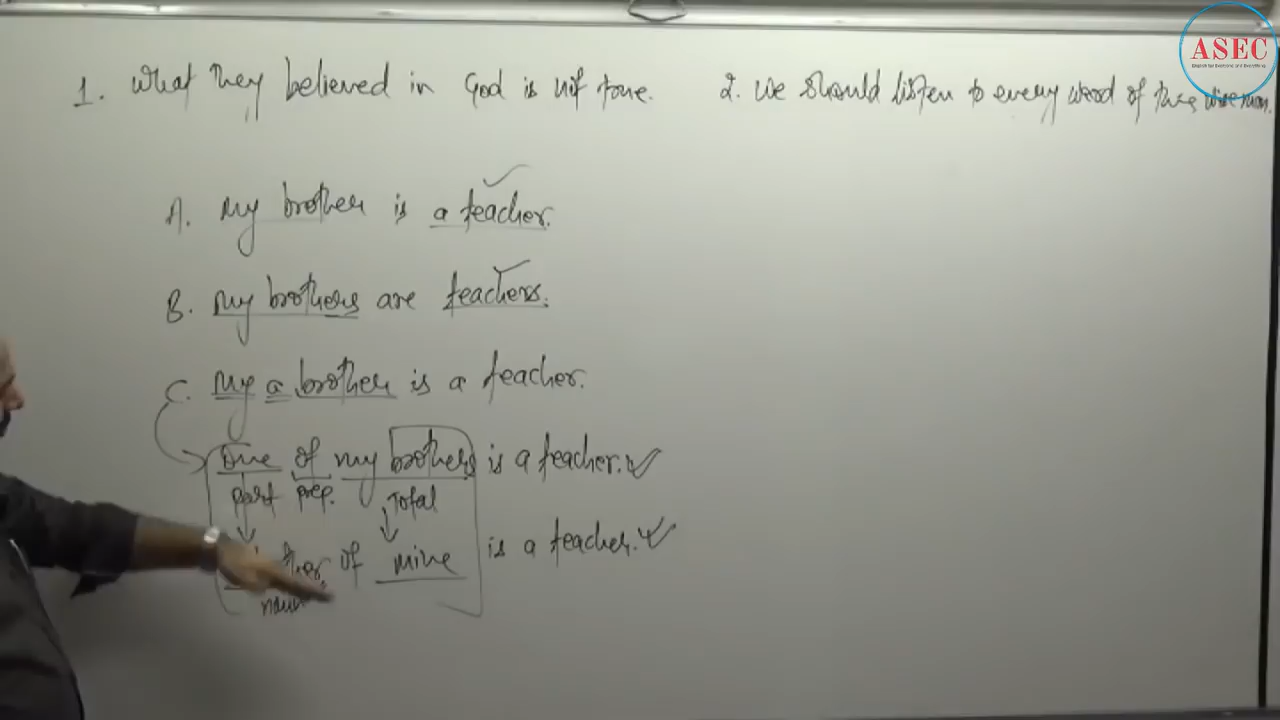 ASEC
1. What they believed in God is not true.
2. We should listen to every word of this wise man.
A. My brother is a teacher.
B. My brothers are teachers.
C. My a brother is a teacher.
One of my brothers is a teacher.
part prep. Total
of mine is a teacher.